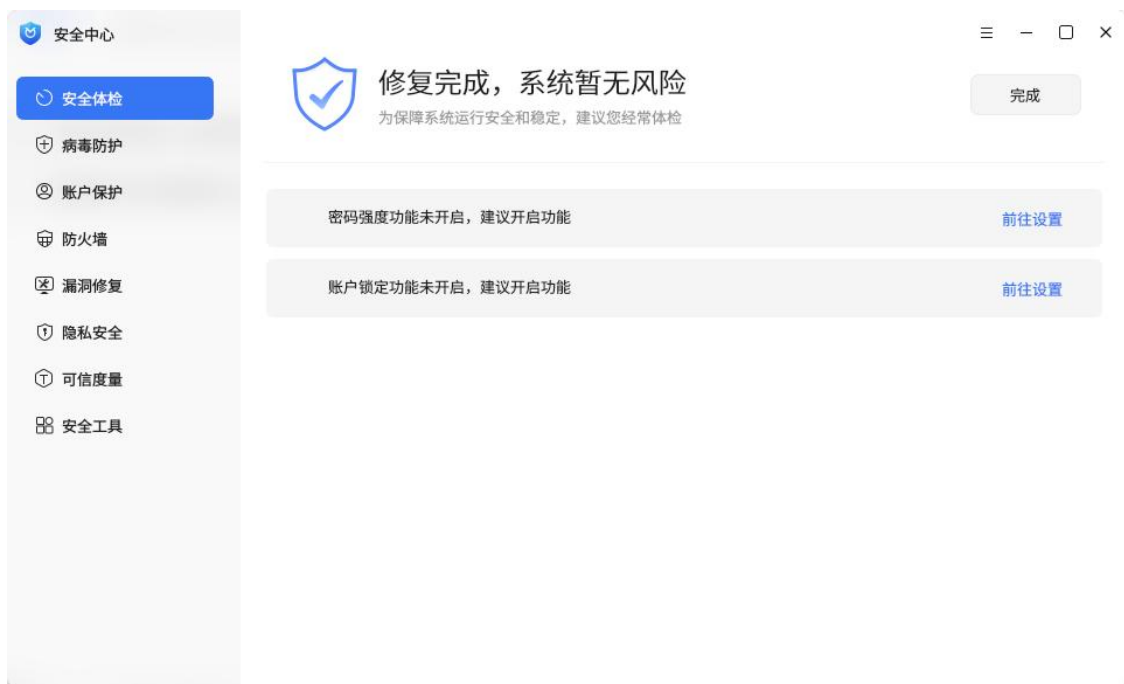 安全中心
安全体检
病毒防护
账户保护
防火墙
漏洞修复
隐私安全
可信度量
安全工具
修复完成，系统暂无风险
为保障系统运行安全和稳定，建议您经常体检
完成
密码强度功能未开启，建议开启功能
前往设置
账户锁定功能未开启，建议开启功能
前往设置